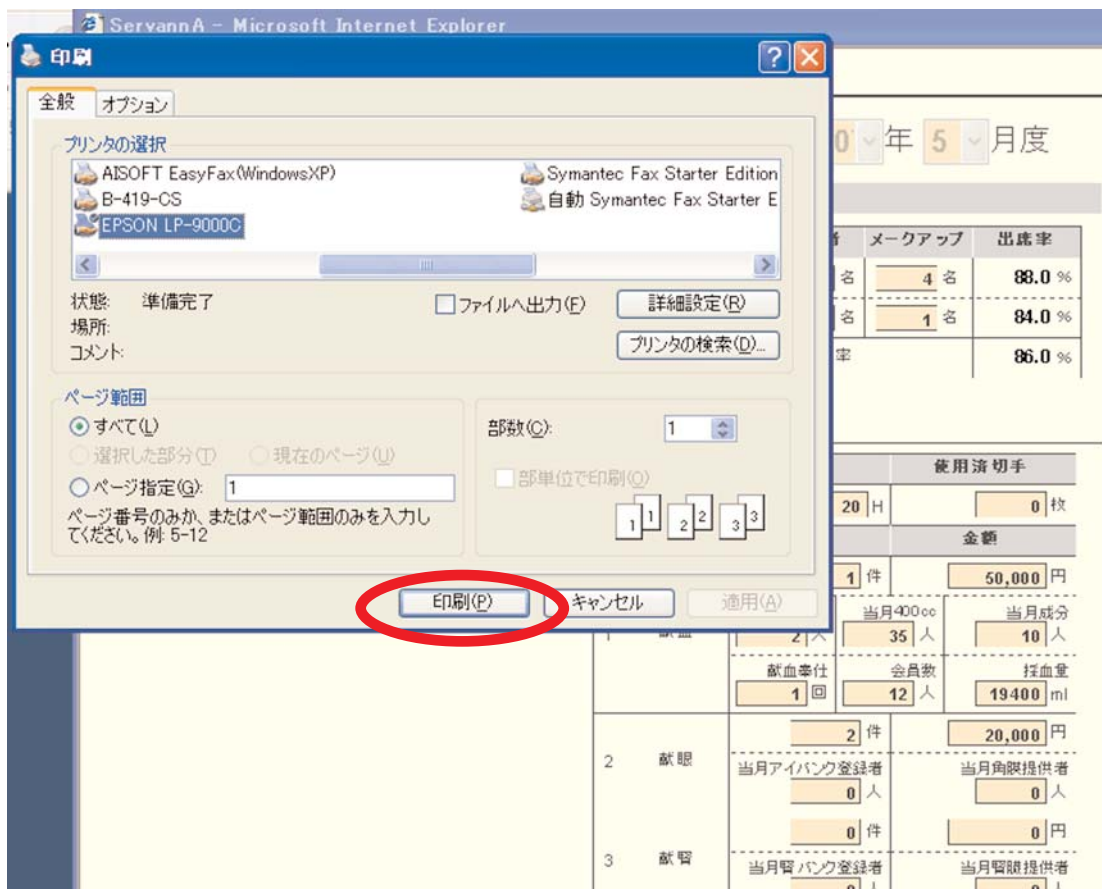 ServannA - Microsoft Internet Explorer
印刷
全般 オプション
年 5 月度
プリンタの選択
AISOFT EasyFax(WindowsXP) Symantec Fax Starter Edition
B-419-CS 自動 Symantec Fax Starter E
EPSON LP-9000C
メークアップ 出席率
名 4 名 88.0 %
状態: 準備完了 ファイルへ出力(F) 詳細設定(R)
場所:
名 1 名 84.0 %
コメント: プリンタの検索(D)...
率 86.0 %
ページ範囲
すべて(L) 部数(C): 1
選択した部分(T) 現在のページ(U)
ページ指定(G): 1 部単位で印刷(O)
ページ番号のみか、またはページ範囲のみを入力し
てください。例: 5-12
1 1 2 2 3 3
使用済切手
20 H 0 枚
金額
1 件 50,000 円
印刷(P) キャンセル 適用(A)
当月400cc 当月成分
1 2 人 35 人 10 人
献血奉仕 会員数 採血量
1 回 12 人 19400 ml
2 件 20,000 円
2 献眼
当月アイバンク登録者 当月角膜提供者
0 人 0 人
0 件 0 円
3 献腎
当月腎バンク登録者 当月腎臓提供者